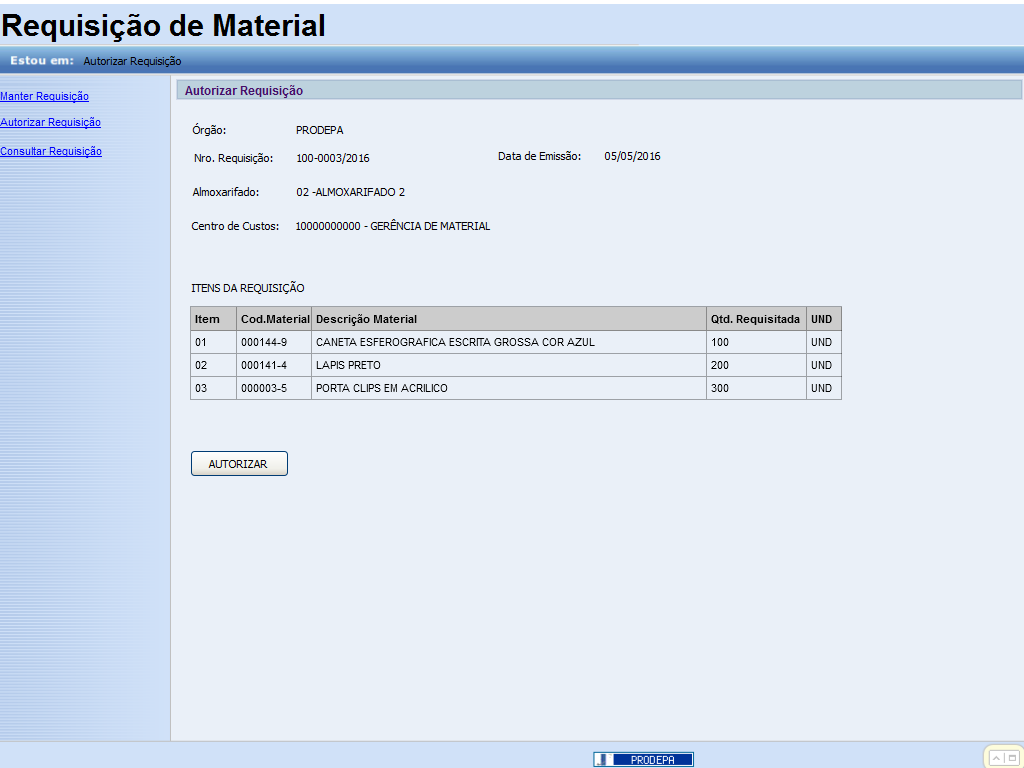 Requisição de Material
Estou em: Autorizar Requisição
Manter Requisição
Autorizar Requisição
Consultar Requisição
Autorizar Requisição
Órgão: PRODEPA
Nro. Requisição: 100-0003/2016 Data de Emissão: 05/05/2016
Almoxarifado: 02 -ALMOXARIFADO 2
Centro de Custos: 10000000000 - GERÊNCIA DE MATERIAL
ITENS DA REQUISIÇÃO
Item Cod.Material Descrição Material Qtd. Requisitada UND
01 000144-9 CANETA ESFEROGRAFICA ESCRITA GROSSA COR AZUL 100 UND
02 000141-4 LAPIS PRETO 200 UND
03 000003-5 PORTA CLIPS EM ACRILICO 300 UND
AUTORIZAR
PRODEPA